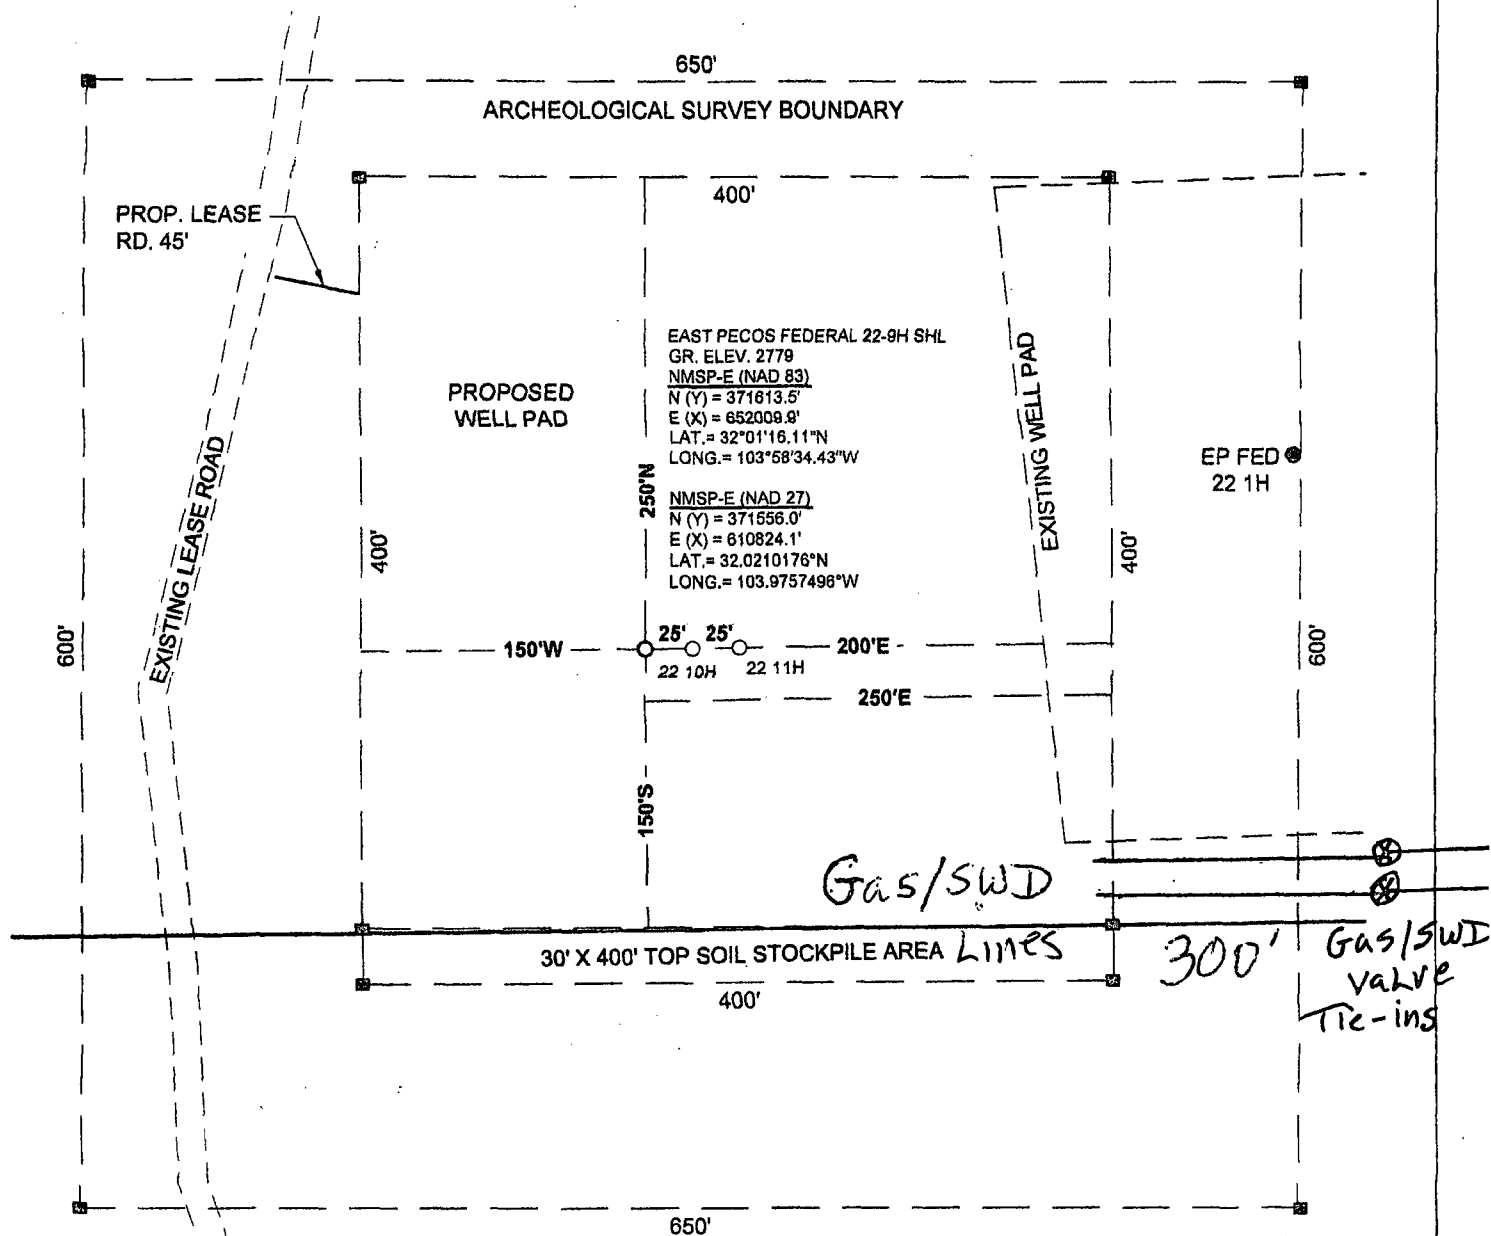 650'
ARCHEOLOGICAL SURVEY BOUNDARY
400'
PROP. LEASE
RD. 45'
EAST PECOS FEDERAL 22-9H SHL
GR. ELEV. 2779
NMSP-E (NAD 83)
N (Y) = 371613.5'
E (X) = 652009.9'
LAT.= 32°01'16.11"N
LONG.= 103°58'34.43"W
PROPOSED
WELL PAD
250'N
NMSP-E (NAD 27)
N (Y) = 371556.0'
E (X) = 610824.1'
LAT.= 32.0210176°N
LONG.= 103.9757496°W
EXISTING WELL PAD
EP FED
22 1H
EXISTING LEASE ROAD
400'
400'
600'
600'
150'W
25'
25'
200'E
22 10H
22 11H
250'E
150'S
Gas/SWD
30' X 400' TOP SOIL STOCKPILE AREA Lines
300'
Gas/SWD
Valve
Tie-ins
400'
650'